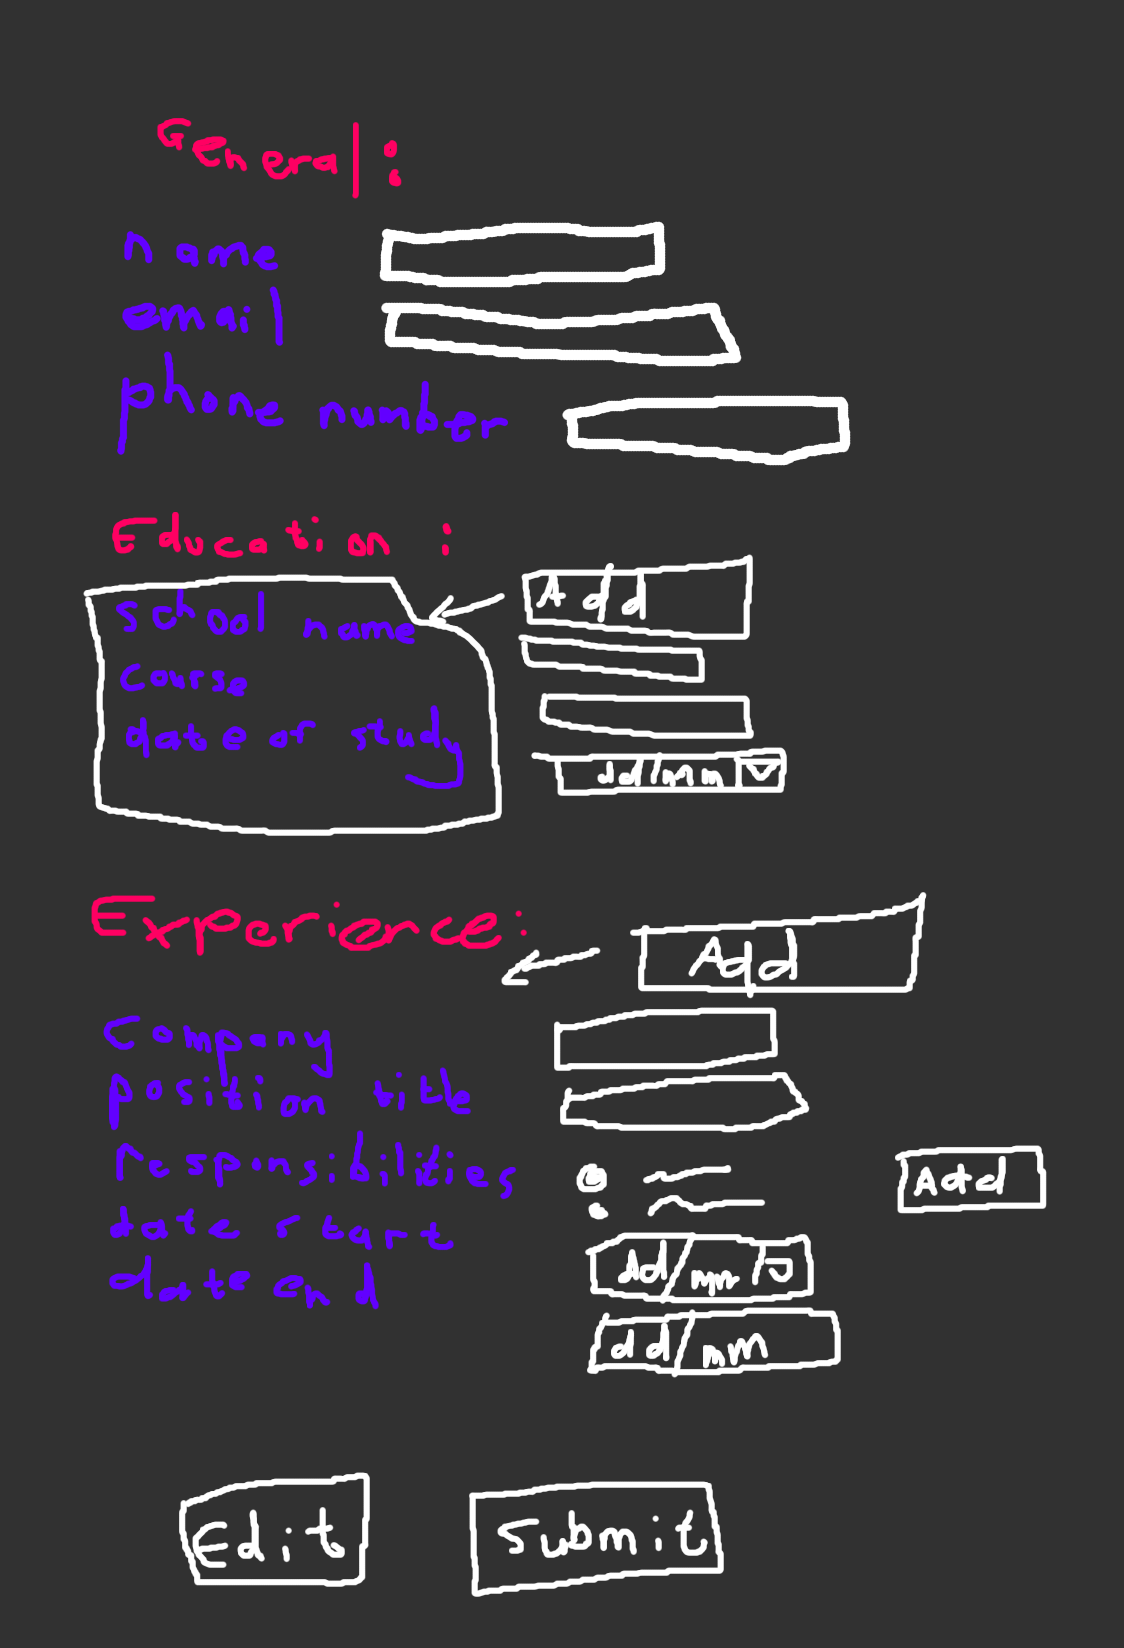 General:
name
email
phone number
Education :
Add
school name
course
date of study
dd/mm
Experience:
Add
Company
position title
responsibilities
Add
date start
dd/mm
date end
dd/mm
Edit
Submit